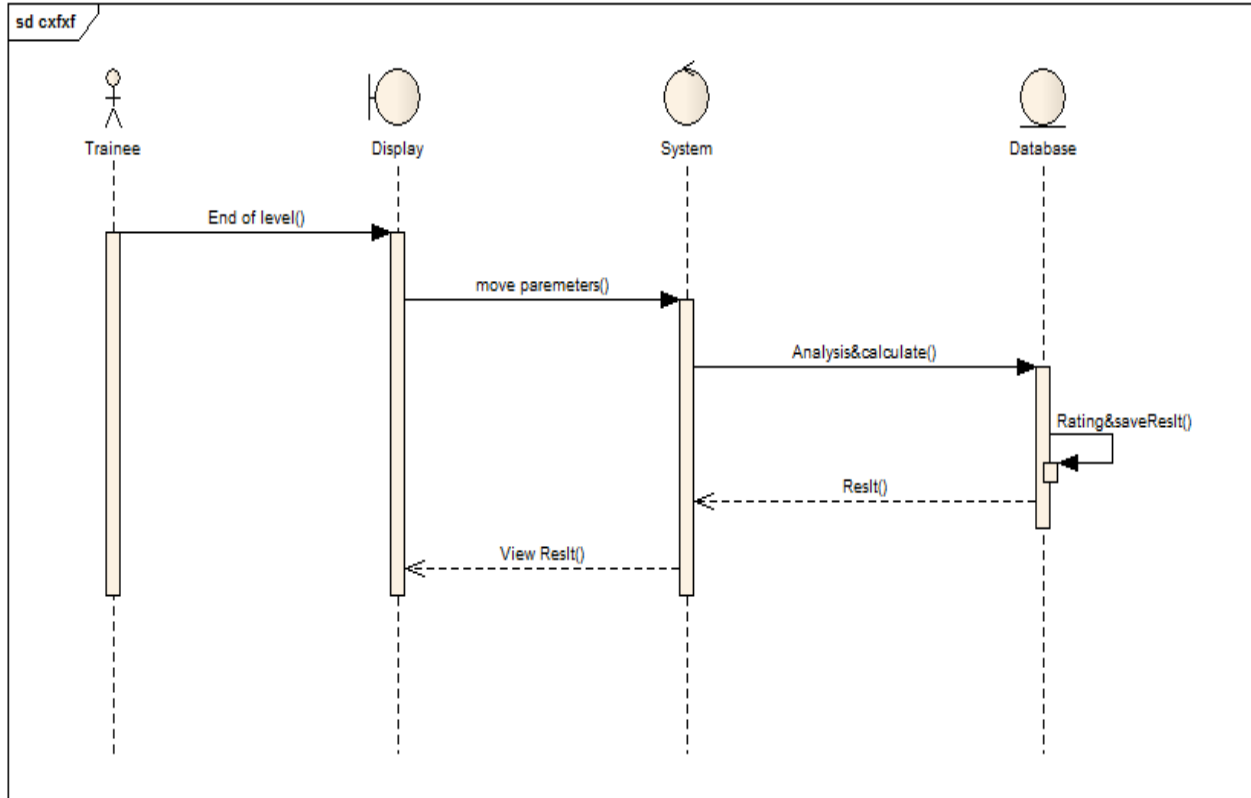 sd cxfxf
Trainee
Display
System
Database
End of level()
move paremeters()
Analysis&calculate()
Rating&saveReslt()
Reslt()
View Reslt()